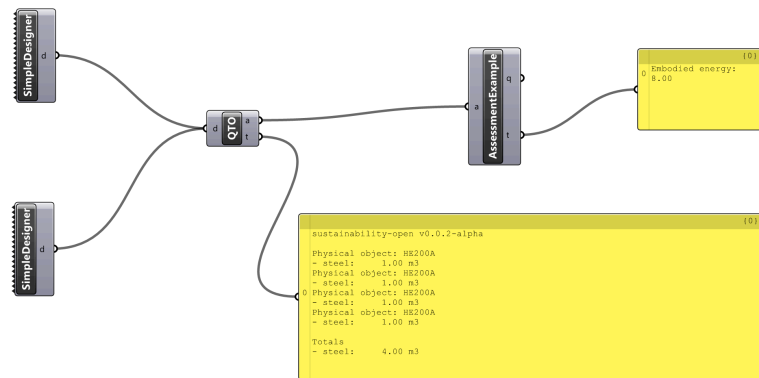 SimpleDesigner
d
SimpleDesigner
d
d
QTO
a
t
a
AssessmentExample
q
t
{0}
0 Embodied energy:
8.00
{0}
sustainability-open v0.0.2-alpha
Physical object: HE200A
- steel: 1.00 m3
Physical object: HE200A
- steel: 1.00 m3
0 Physical object: HE200A
- steel: 1.00 m3
Physical object: HE200A
- steel: 1.00 m3
Totals
- steel: 4.00 m3